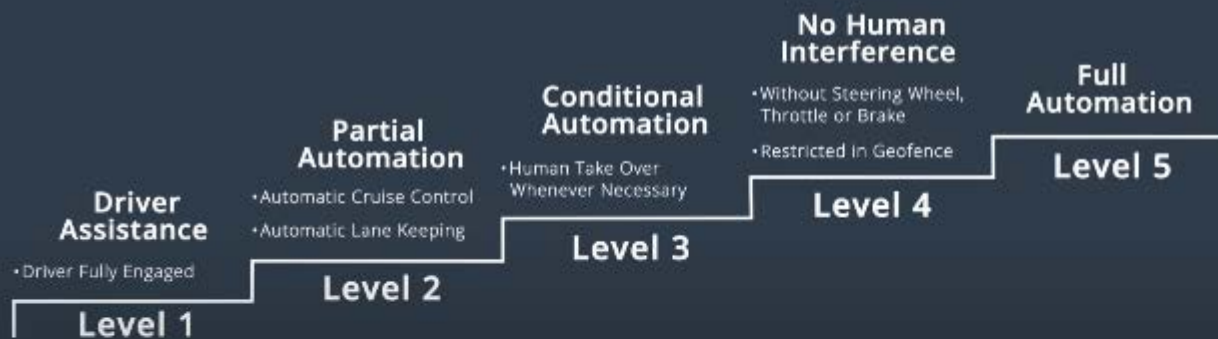 Driver
Assistance
•Driver Fully Engaged
Level 1
Partial
Automation
•Automatic Cruise Control
•Automatic Lane Keeping
Level 2
Conditional
Automation
•Human Take Over
Whenever Necessary
Level 3
No Human
Interference
•Without Steering Wheel,
Throttle or Brake
•Restricted in Geofence
Level 4
Full
Automation
Level 5